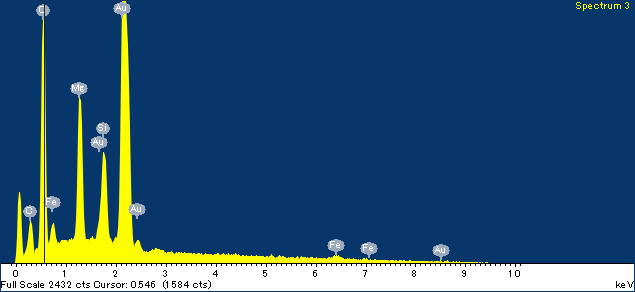 Spectrum 3
Au
Mg
Si
Au
Fe
Au
Fe
Fe
Au
0 1 2 3 4 5 6 7 8 9 10
Full Scale 2432 cts Cursor: 0.546 (1584 cts) keV